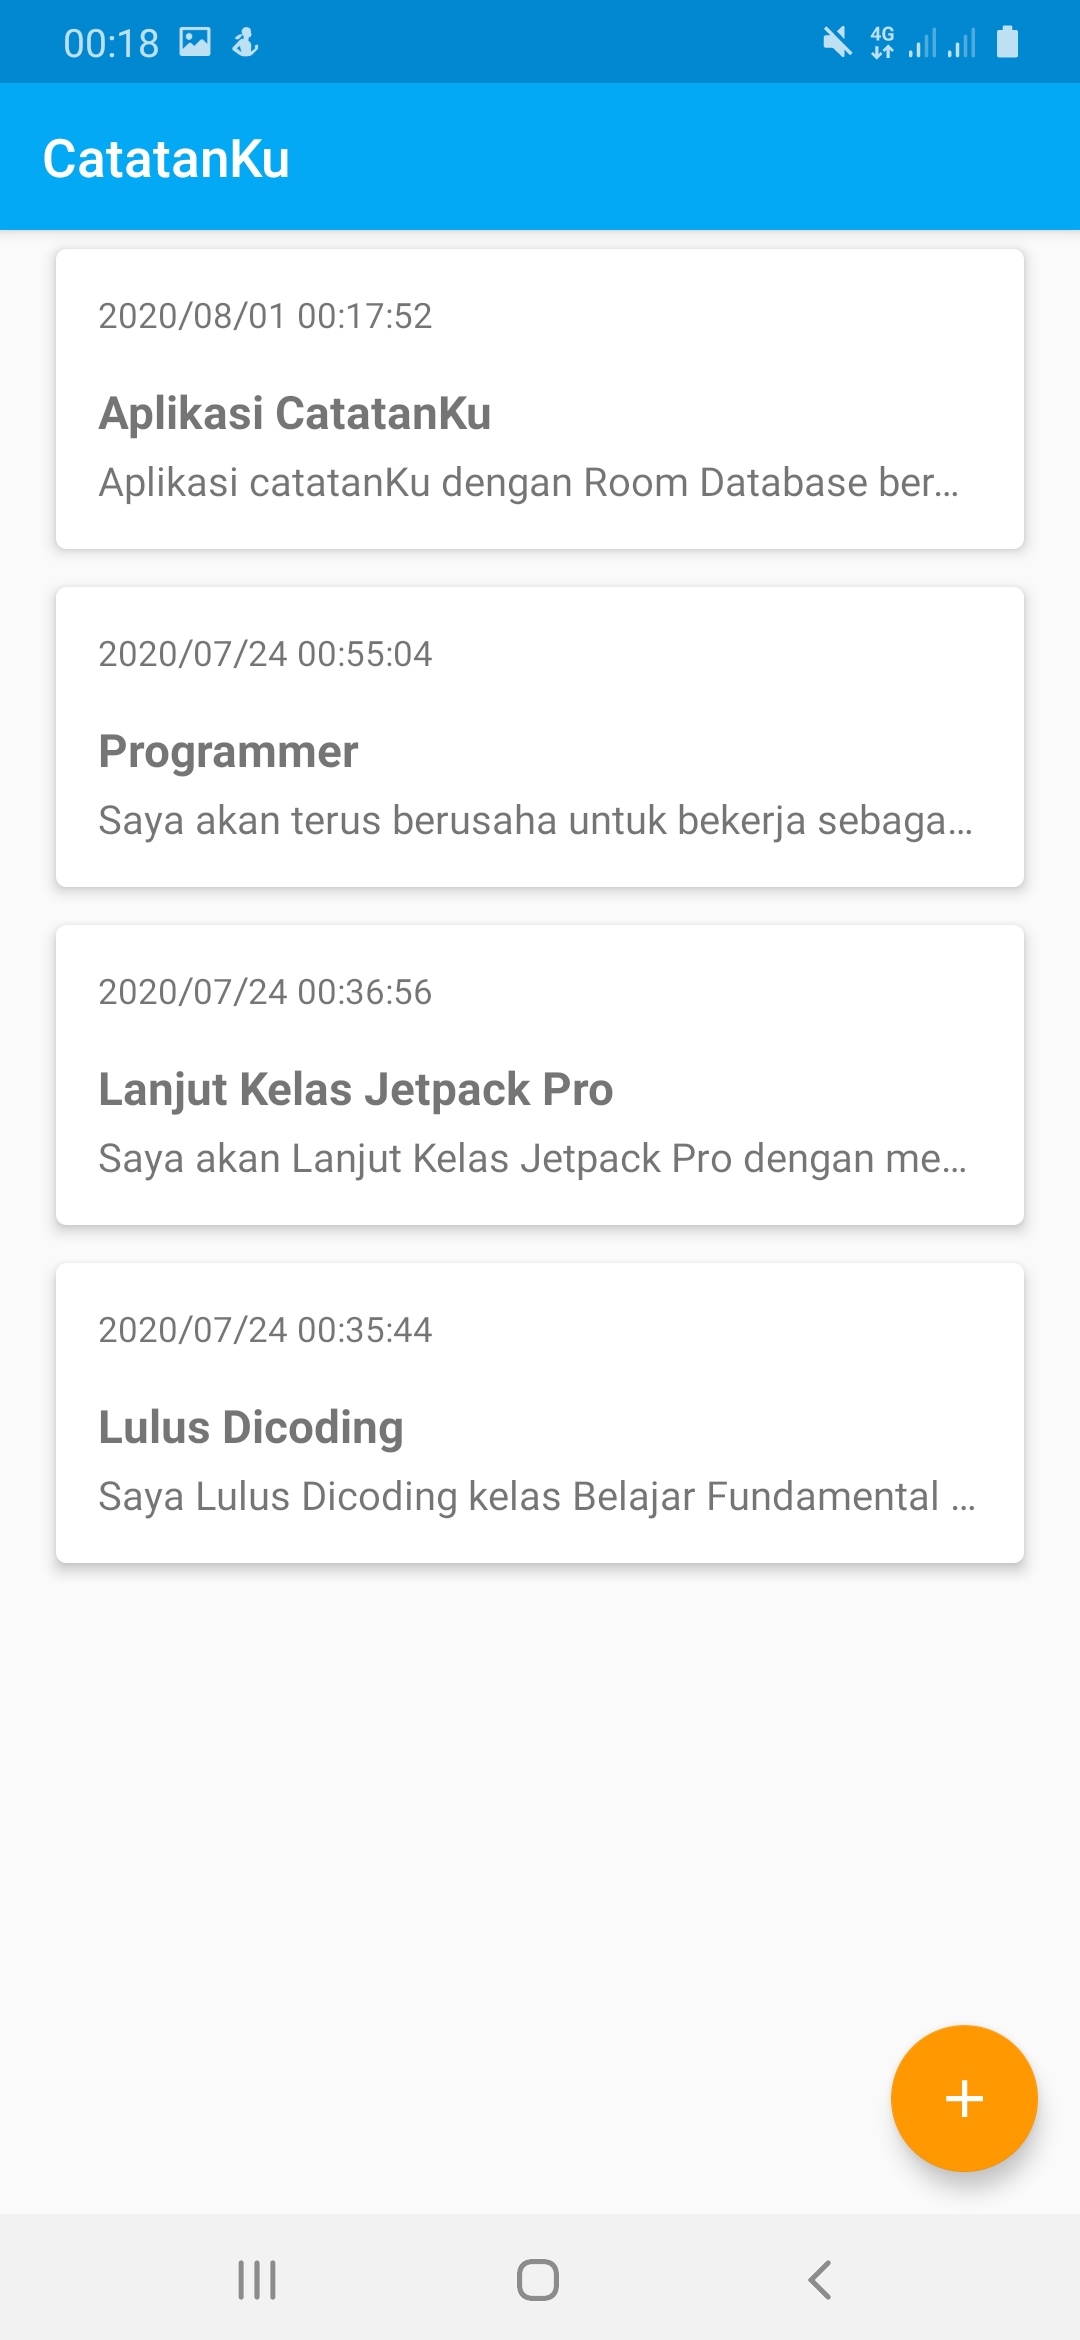 00:18
4G
CatatanKu
2020/08/01 00:17:52
Aplikasi CatatanKu
Aplikasi catatanKu dengan Room Database ber...
2020/07/24 00:55:04
Programmer
Saya akan terus berusaha untuk bekerja sebaga...
2020/07/24 00:36:56
Lanjut Kelas Jetpack Pro
Saya akan Lanjut Kelas Jetpack Pro dengan me...
2020/07/24 00:35:44
Lulus Dicoding
Saya Lulus Dicoding kelas Belajar Fundamental ...